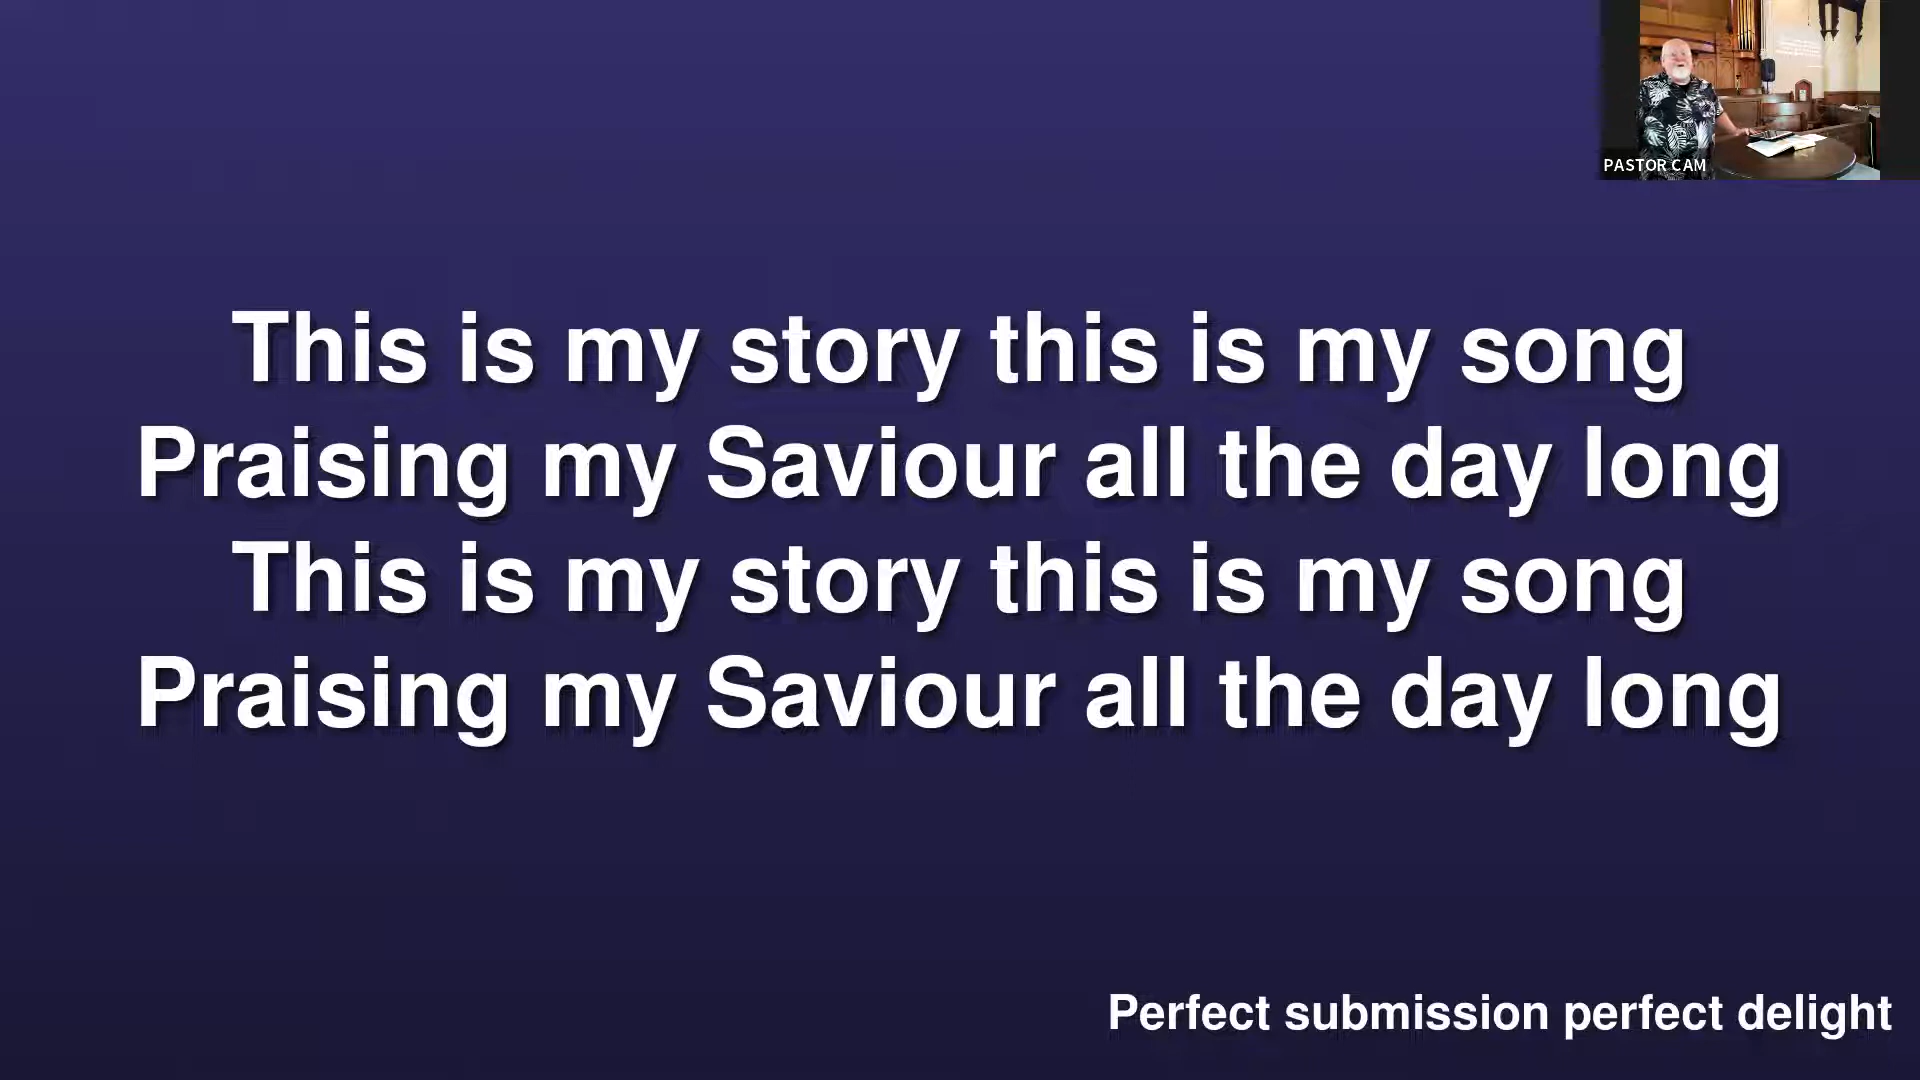 PASTOR CAM
This is my story this is my song
Praising my Saviour all the day long
This is my story this is my song
Praising my Saviour all the day long
Perfect submission perfect delight